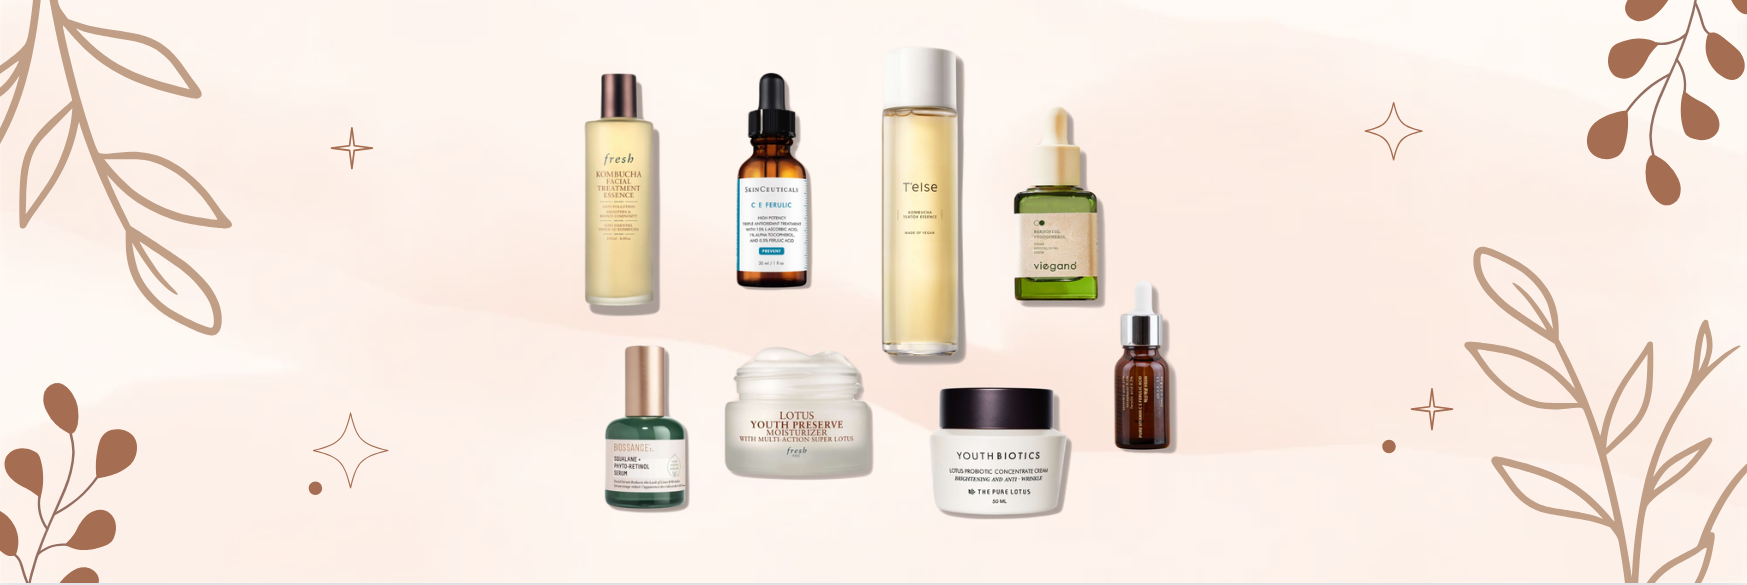 fresh
KOMBUCHA
FACIAL
TREATMENT
ESSENCE
SKINCEUTICALS
C E FERULIC
HIGH POTENCY
TRIPLE ANTIOXIDANT TREATMENT
WITH 15% L-ASCORBIC ACID,
1% ALPHA TOCOPHEROL,
AND 0.5% FERULIC ACID
PREVENT
30 ml / 1 fl oz
T'else
KOMBUCHA
TEATOX ESSENCE
MADE OF VEGAN
viegano
BIOSSANCE
SQUALANE +
PHYTO-RETINOL
SERUM
LOTUS
YOUTH PRESERVE
MOISTURIZER
WITH MULTI-ACTION SUPER LOTUS
fresh
YOUTHBIOTICS
LOTUS PROBIOTIC CONCENTRATE CREAM
BRIGHTENING AND ANTI - WRINKLE
THE PURE LOTUS
50 ML